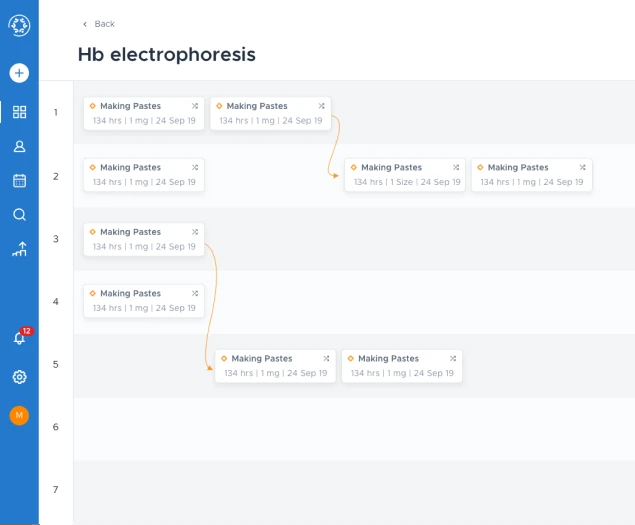 Back
Hb electrophoresis
1
Making Pastes
134 hrs | 1 mg | 24 Sep 19
Making Pastes
134 hrs | 1 mg | 24 Sep 19
2
Making Pastes
134 hrs | 1 mg | 24 Sep 19
Making Pastes
134 hrs | 1 Size | 24 Sep 19
Making Pastes
134 hrs | 1 mg | 24 Sep 19
3
Making Pastes
134 hrs | 1 mg | 24 Sep 19
4
Making Pastes
134 hrs | 1 mg | 24 Sep 19
12
5
Making Pastes
134 hrs | 1 mg | 24 Sep 19
Making Pastes
134 hrs | 1 mg | 24 Sep 19
M
6
7